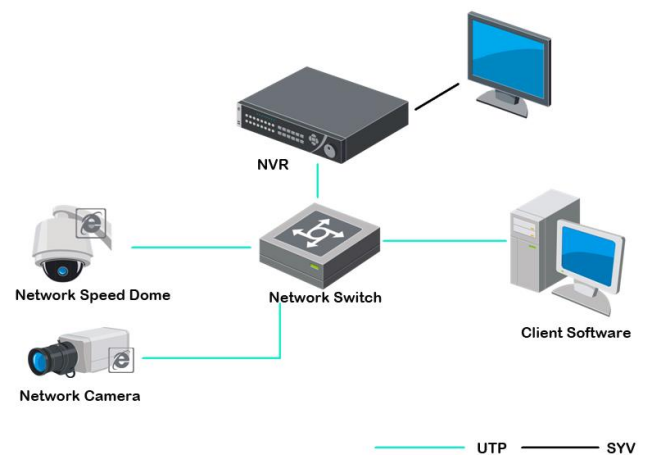 NVR
Network Speed Dome
Network Switch
Client Software
Network Camera
UTP
SYV